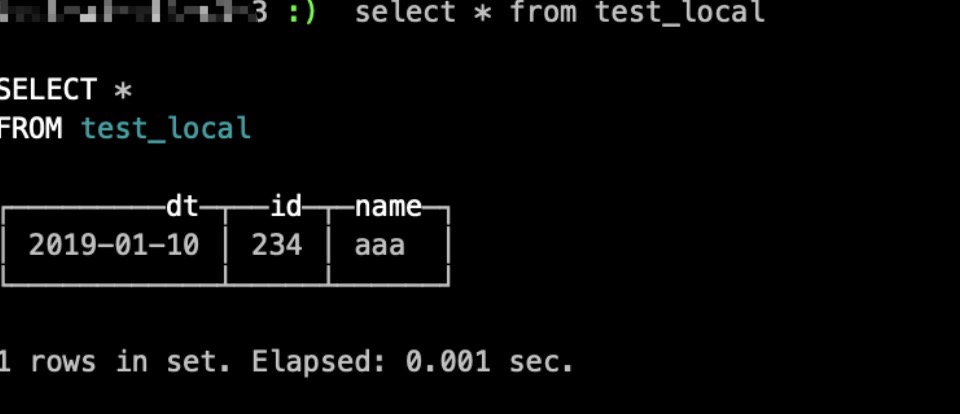 3 :) select * from test_local
SELECT *
FROM test_local
dt id name
2019-01-10 234 aaa
1 rows in set. Elapsed: 0.001 sec.